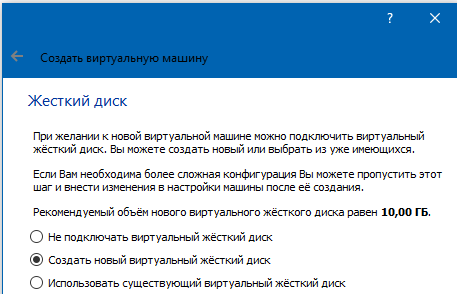 ?
Создать виртуальную машину
Жесткий диск
При желании к новой виртуальной машине можно подключить виртуальный
жёсткий диск. Вы можете создать новый или выбрать из уже имеющихся.
Если Вам необходима более сложная конфигурация Вы можете пропустить этот
шаг и внести изменения в настройки машины после её создания.
Рекомендуемый объём нового виртуального жёсткого диска равен 10,00 ГБ.
Не подключать виртуальный жёсткий диск
Создать новый виртуальный жёсткий диск
Использовать существующий виртуальный жёсткий диск